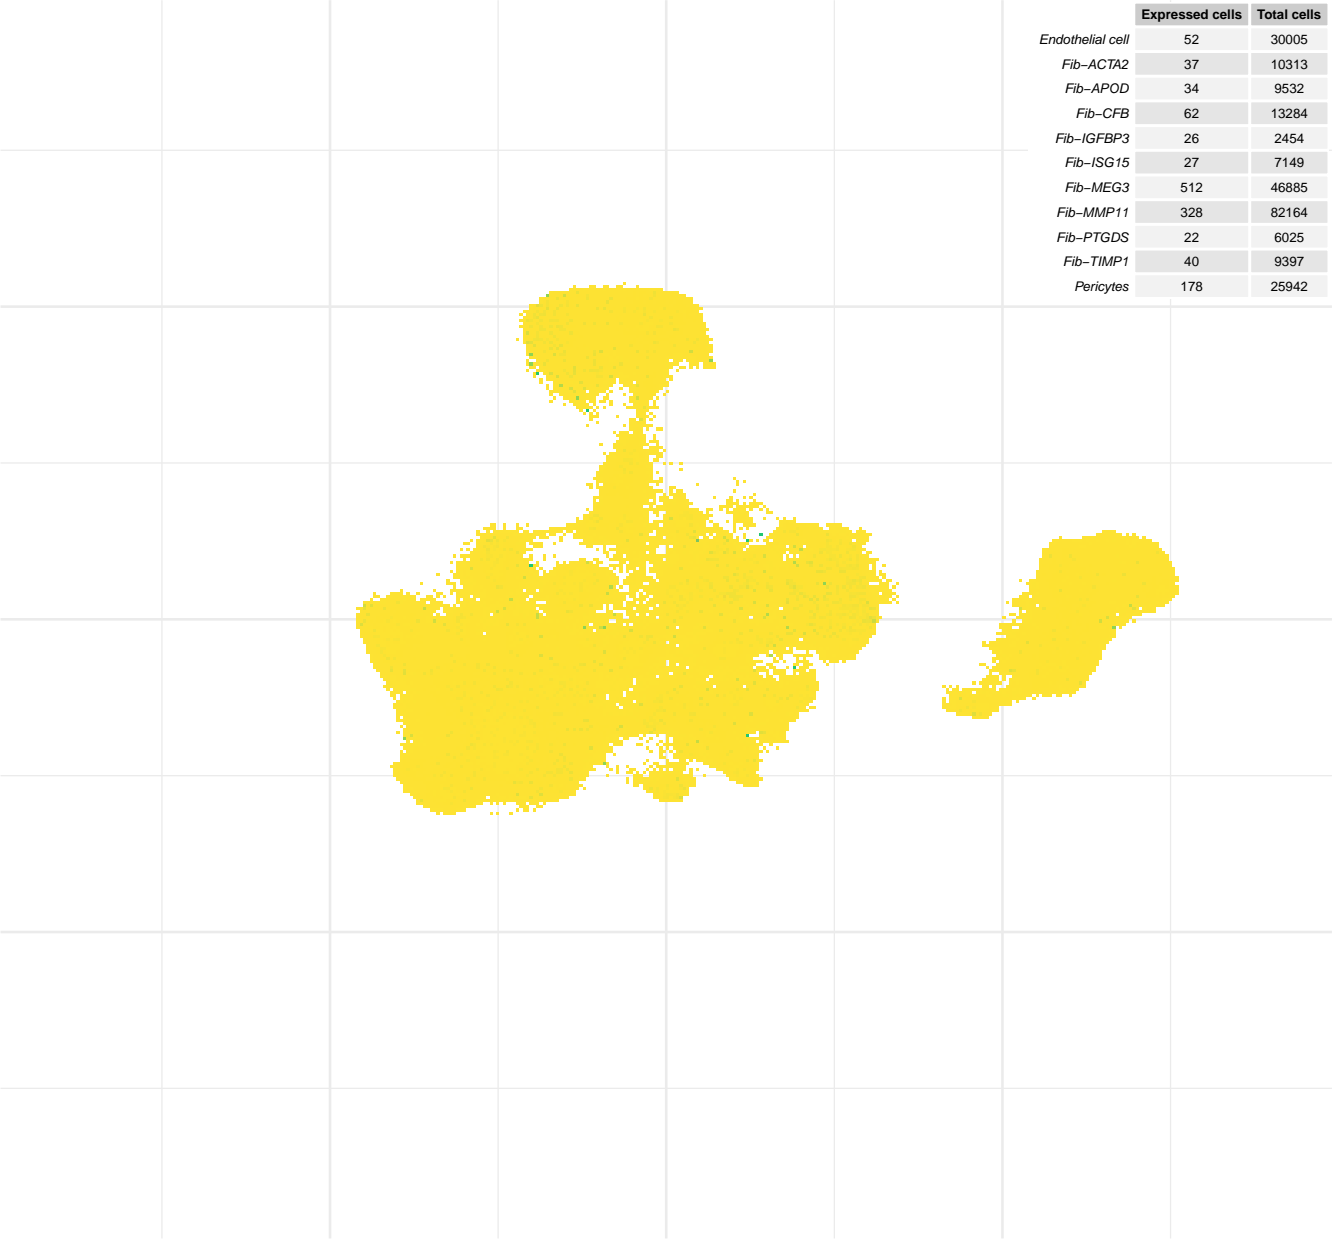 Expressed cells Total cells
Endothelial cell 52 30005
Fib−ACTA2 37 10313
Fib−APOD 34 9532
Fib−CFB 62 13284
Fib−IGFBP3 26 2454
Fib−ISG15 27 7149
Fib−MEG3 512 46885
Fib−MMP11 328 82164
Fib−PTGDS 22 6025
Fib−TIMP1 40 9397
Pericytes 178 25942